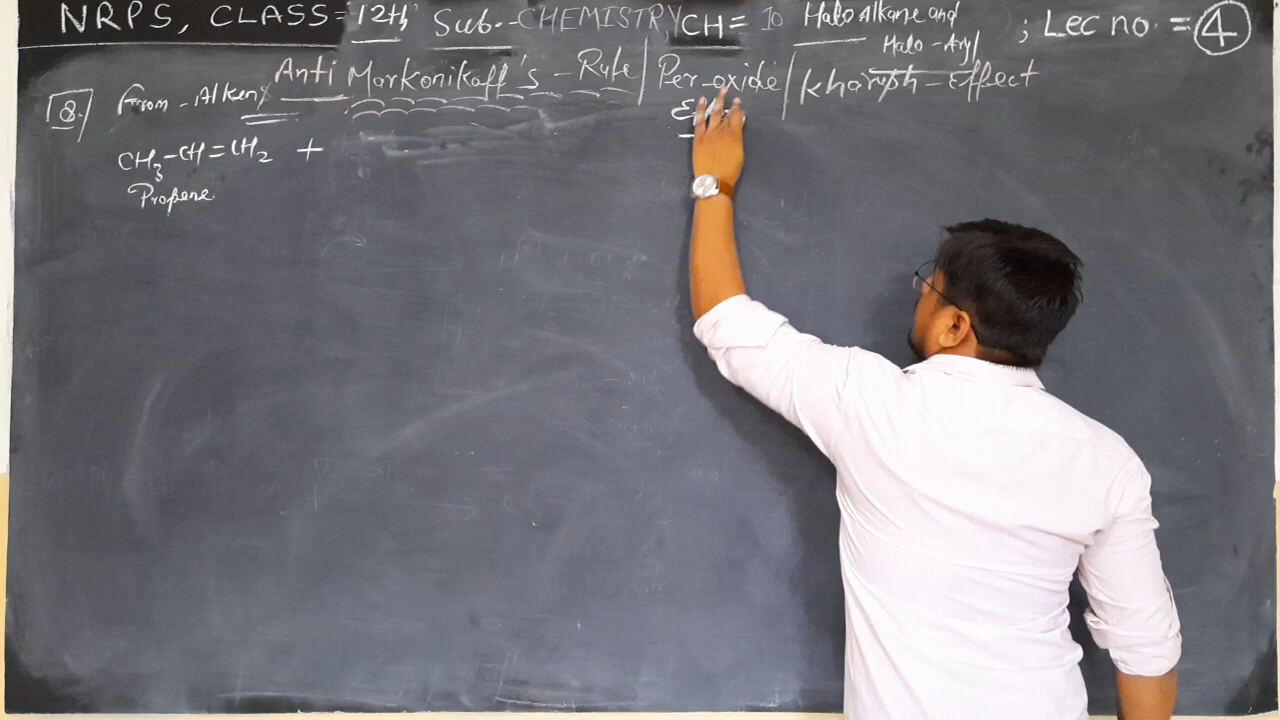 NRPS, CLASS=12th Sub.-CHEMISTRY, CH=10 Halo Alkane and ; Lec no. = 4
Halo-Aryl
8. From-Alkens Anti Markonikoff's-Rule/Per-oxide/Kharash-Effect
CH3-CH=CH2 +
Propene